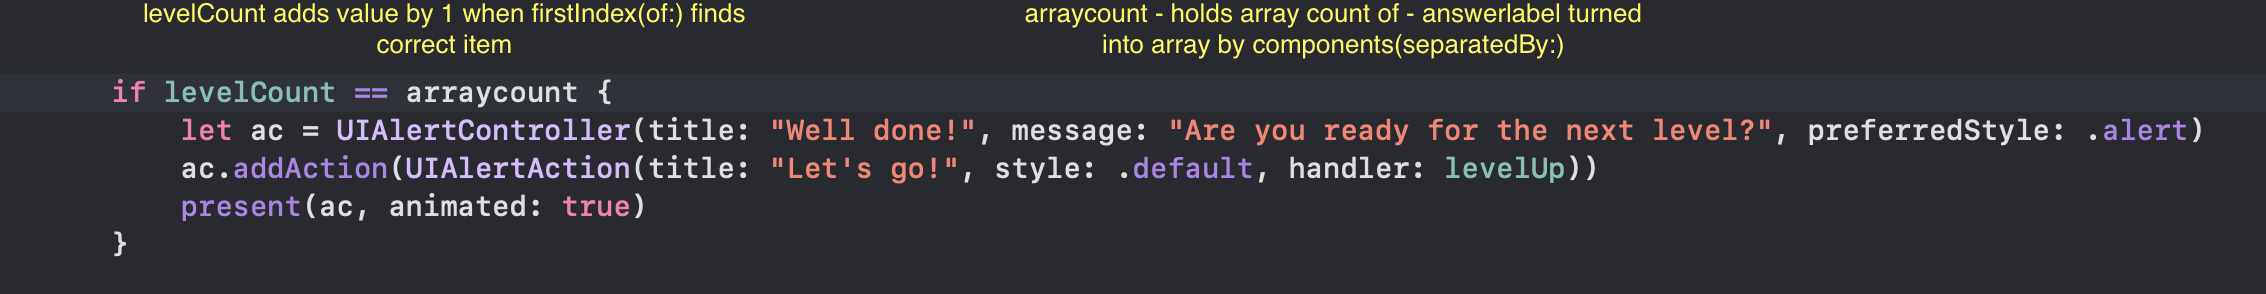 levelCount adds value by 1 when firstIndex(of:) finds
correct item
arraycount - holds array count of - answerlabel turned
into array by components(separatedBy:)
if levelCount == arraycount {
let ac = UIAlertController(title: "Well done!", message: "Are you ready for the next level?", preferredStyle: .alert)
ac.addAction(UIAlertAction(title: "Let's go!", style: .default, handler: levelUp))
present(ac, animated: true)
}